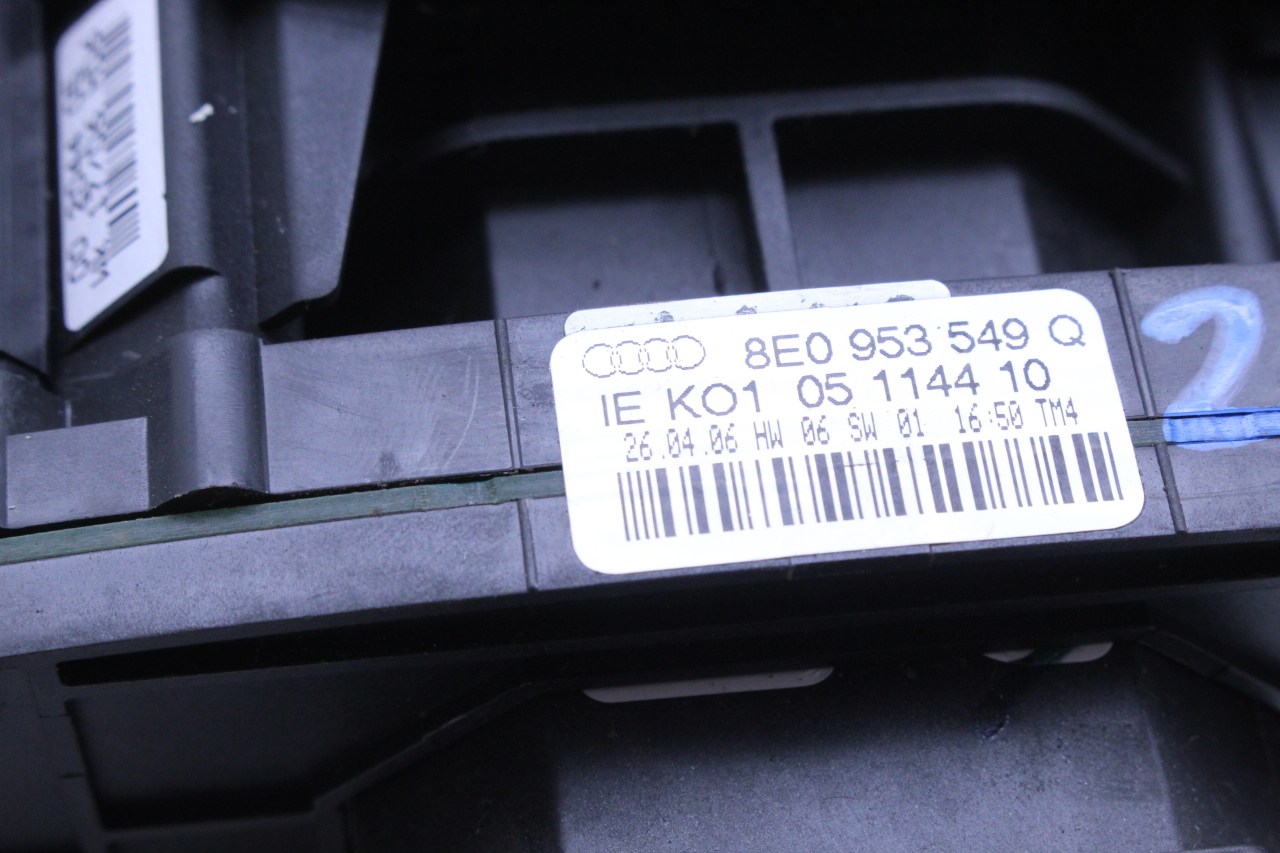 8E0 953 549 Q
IE KO1 05 1144 10
26.04.06 HW 06 SW 01 16:50 TM4
2